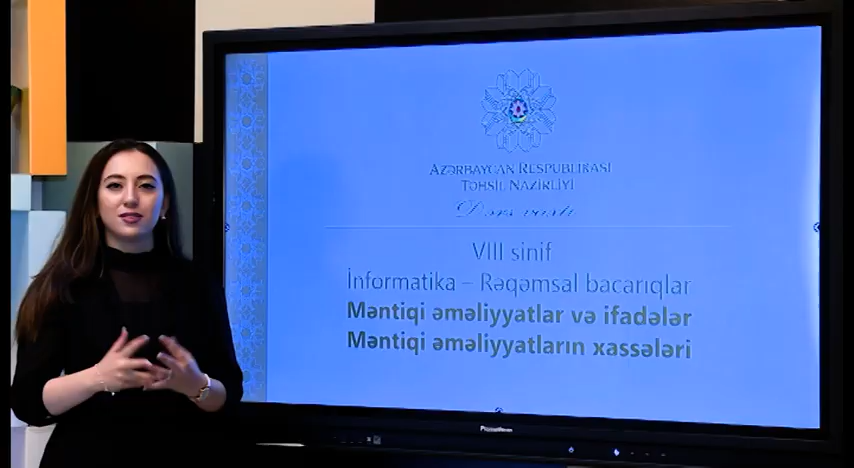 AZƏRBAYCAN RESPUBLİKASI
TƏHSİL NAZİRLİYİ
Dərs vaxtı
VIII sinif
İnformatika – Rəqəmsal bacarıqlar
Məntiqi əməliyyatlar və ifadələr
Məntiqi əməliyyatların xassələri
Promethean